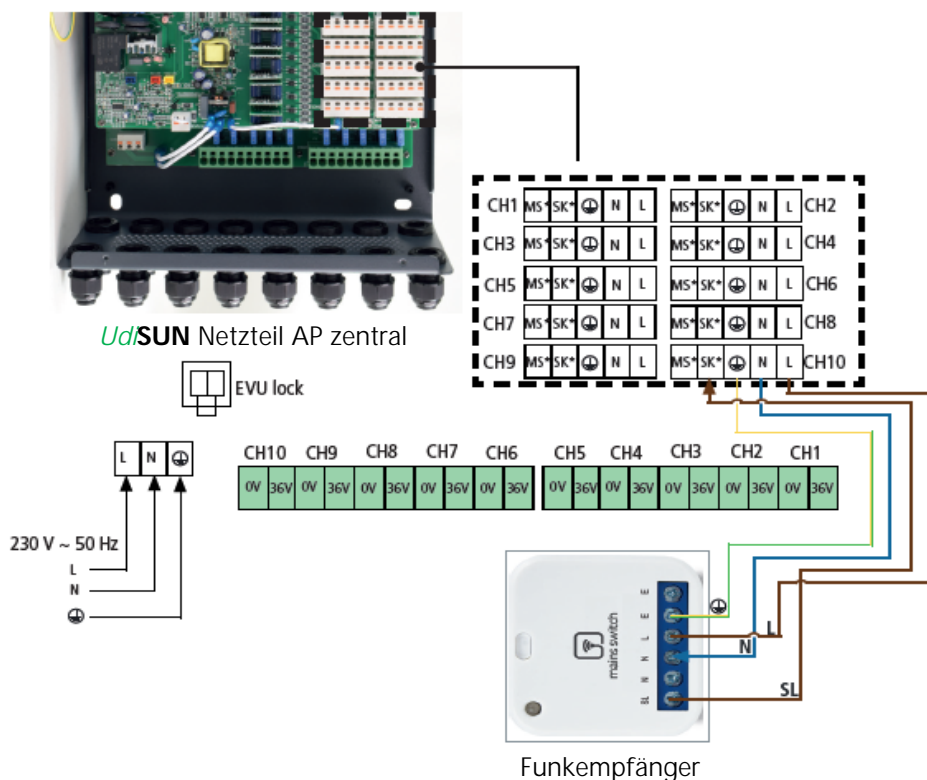 UdiSUN Netzteil AP zentral
CH1 MS* SK* N L MS* SK* N L CH2
CH3 MS* SK* N L MS* SK* N L CH4
CH5 MS* SK* N L MS* SK* N L CH6
CH7 MS* SK* N L MS* SK* N L CH8
CH9 MS* SK* N L MS* SK* N L CH10
EVU lock
L N
CH10 CH9 CH8 CH7 CH6 CH5 CH4 CH3 CH2 CH1
0V 36V 0V 36V 0V 36V 0V 36V 0V 36V 0V 36V 0V 36V 0V 36V 0V 36V 0V 36V
230 V ~ 50 Hz
L
N
E
E
L
N
N
SL
mains switch
L
N
SL
Funkempfänger